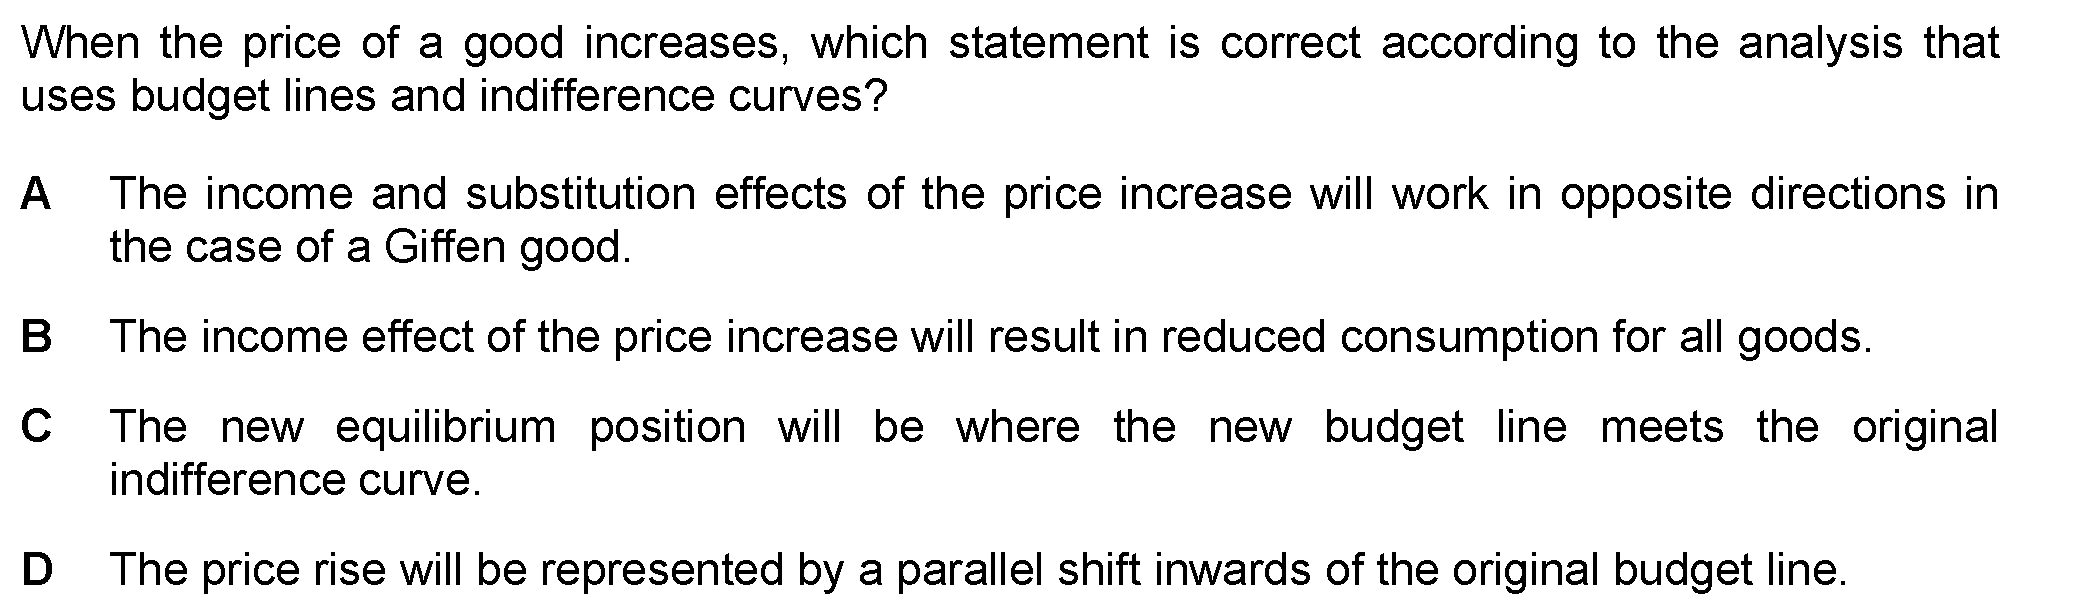 When the price of a good increases, which statement is correct according to the analysis that
uses budget lines and indifference curves?
A The income and substitution effects of the price increase will work in opposite directions in
the case of a Giffen good.
B The income effect of the price increase will result in reduced consumption for all goods.
C The new equilibrium position will be where the new budget line meets the original
indifference curve.
D The price rise will be represented by a parallel shift inwards of the original budget line.